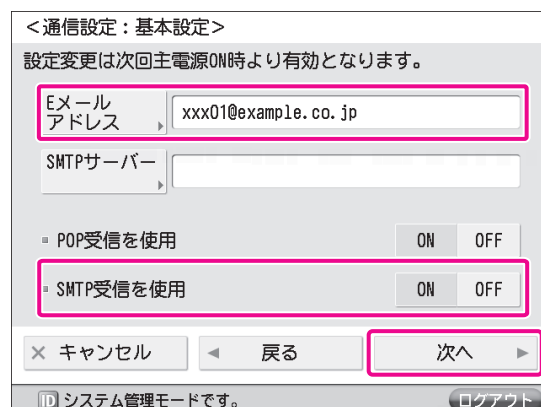 <通信設定：基本設定>
設定変更は次回主電源ON時より有効となります。
Eメール
アドレス
xxx01@example.co.jp
SMTPサーバー
POP受信を使用 ON OFF
SMTP受信を使用 ON OFF
× キャンセル ◀ 戻る 次へ ▶
ID システム管理モードです。 ログアウト